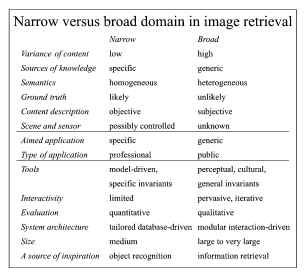 Narrow versus broad domain in image retrieval
Narrow Broad
Variance of content low high
Sources of knowledge specific generic
Semantics homogeneous heterogeneous
Ground truth likely unlikely
Content description objective subjective
Scene and sensor possibly controlled unknown
Aimed application specific generic
Type of application professional public
Tools model-driven, perceptual, cultural,
specific invariants general invariants
Interactivity limited pervasive, iterative
Evaluation quantitative qualitative
System architecture tailored database-driven modular interaction-driven
Size medium large to very large
A source of inspiration object recognition information retrieval